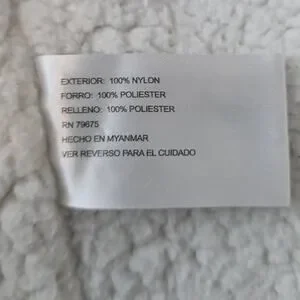 EXTERIOR: 100% NYLON
FORRO: 100% POLIESTER
RELLENO: 100% POLIESTER
RN 79675
HECHO EN MYANMAR
VER REVERSO PARA EL CUIDADO